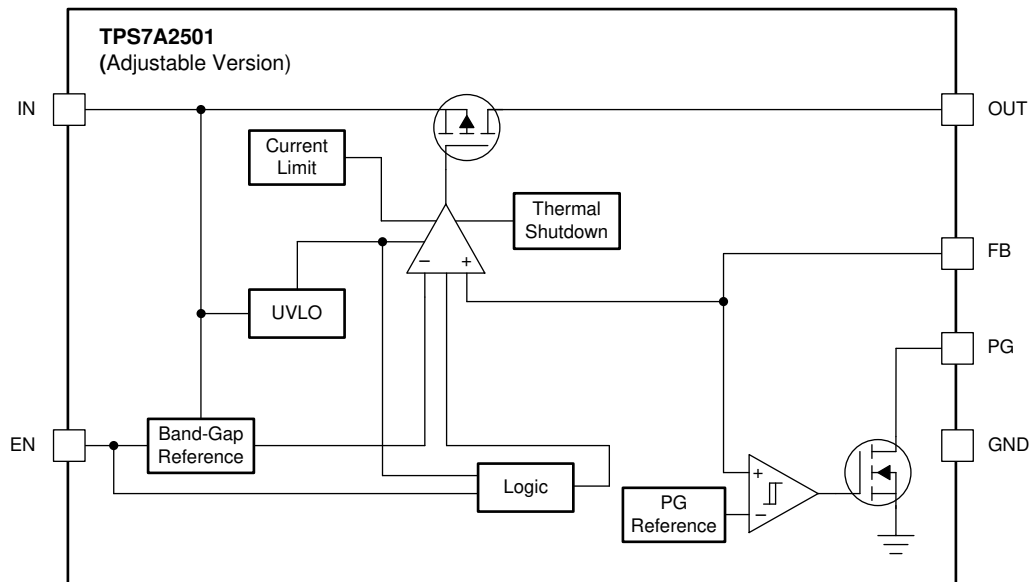 TPS7A2501
(Adjustable Version)
IN
OUT
Current
Limit
Thermal
Shutdown
−
+
FB
UVLO
PG
EN
Band-Gap
Reference
GND
Logic
+
−
PG
Reference